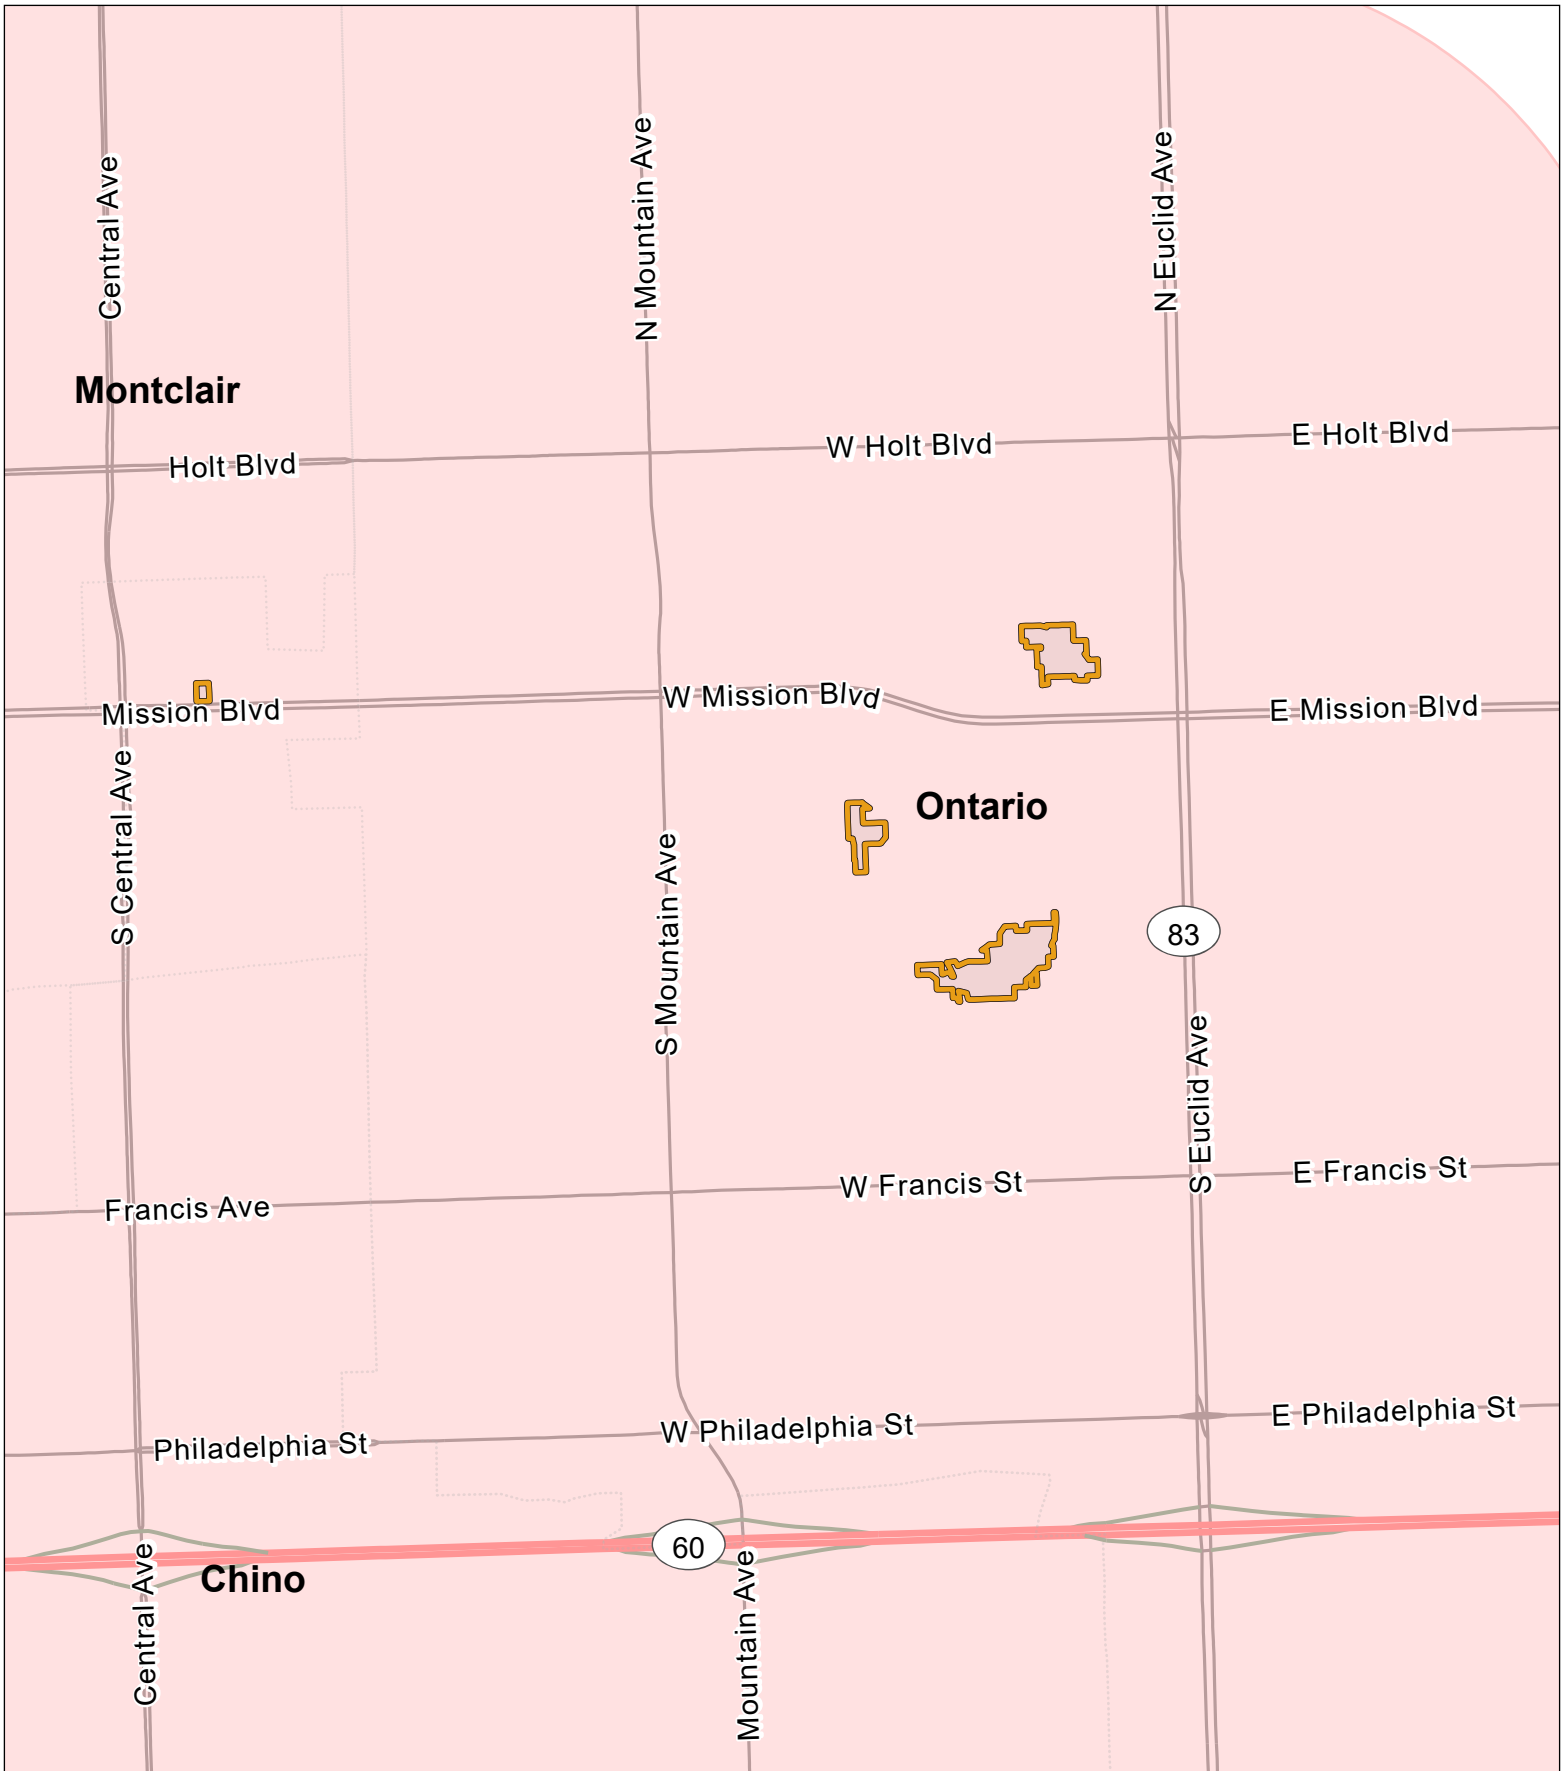 Central Ave
N Mountain Ave
N Euclid Ave
Montclair
Holt Blvd
W Holt Blvd
E Holt Blvd
Mission Blvd
W Mission Blvd
E Mission Blvd
S Central Ave
S Mountain Ave
Ontario
83
S Euclid Ave
Francis Ave
W Francis St
E Francis St
Philadelphia St
W Philadelphia St
E Philadelphia St
60
Chino
Central Ave
Mountain Ave